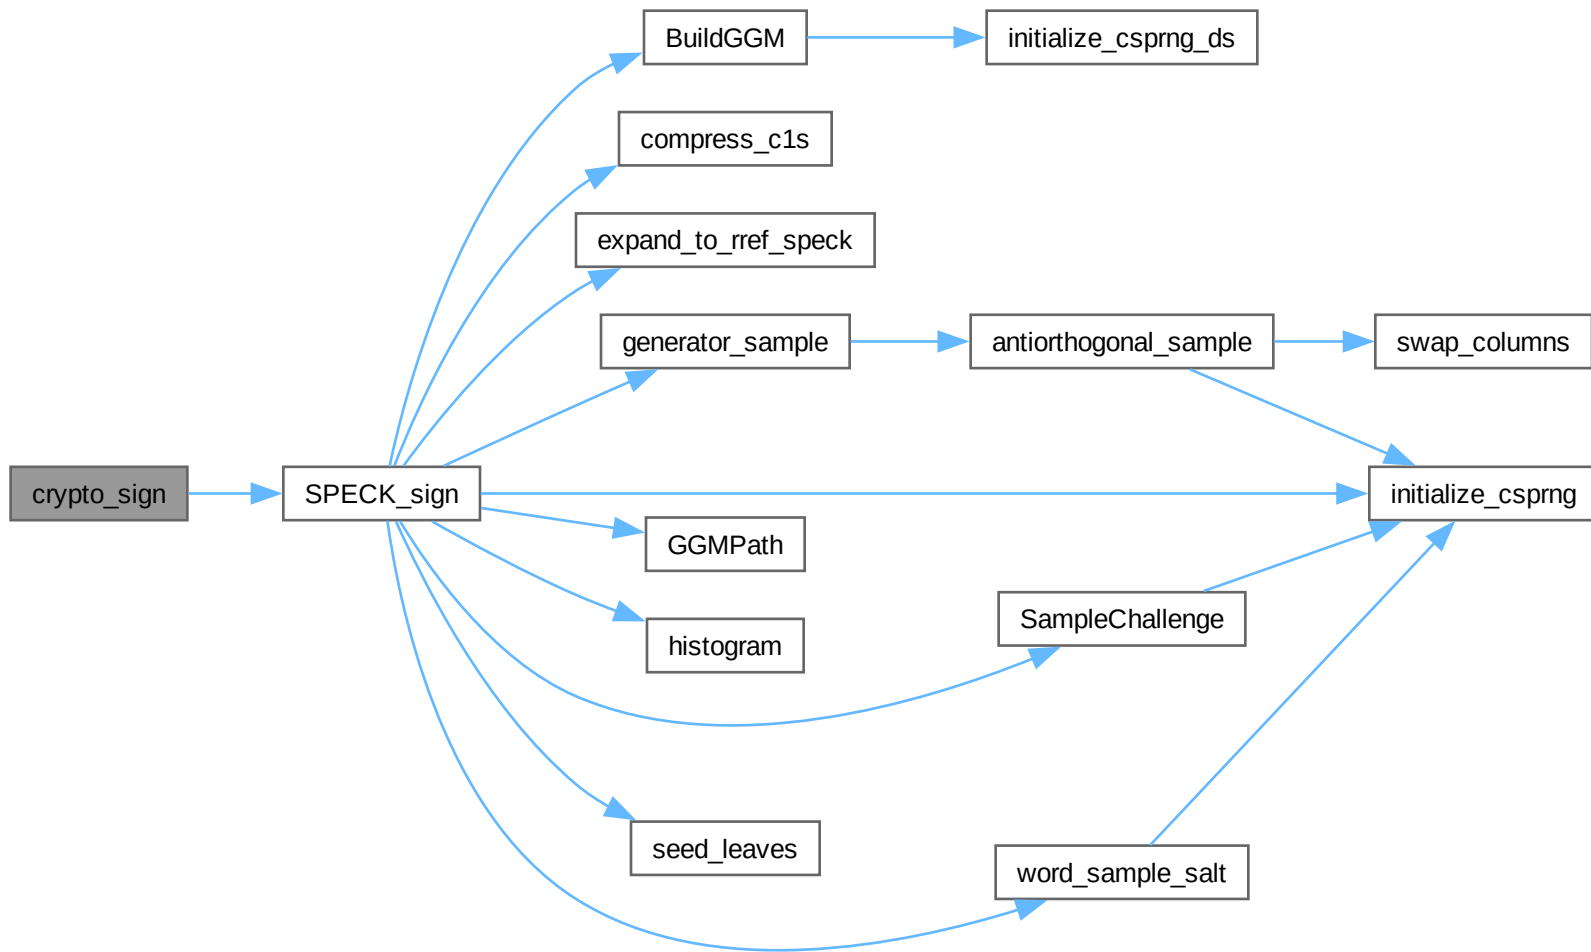 BuildGGM
initialize_csprng_ds
compress_c1s
expand_to_rref_speck
generator_sample
antiorthogonal_sample
swap_columns
crypto_sign
SPECK_sign
initialize_csprng
GGMPath
SampleChallenge
histogram
seed_leaves
word_sample_salt